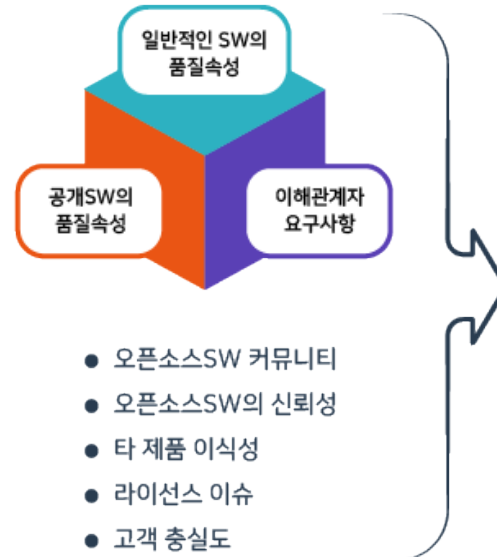 일반적인 SW의
품질속성
공개SW의
품질속성
이해관계자
요구사항
● 오픈소스SW 커뮤니티
● 오픈소스SW의 신뢰성
● 타 제품 이식성
● 라이선스 이슈
● 고객 충실도